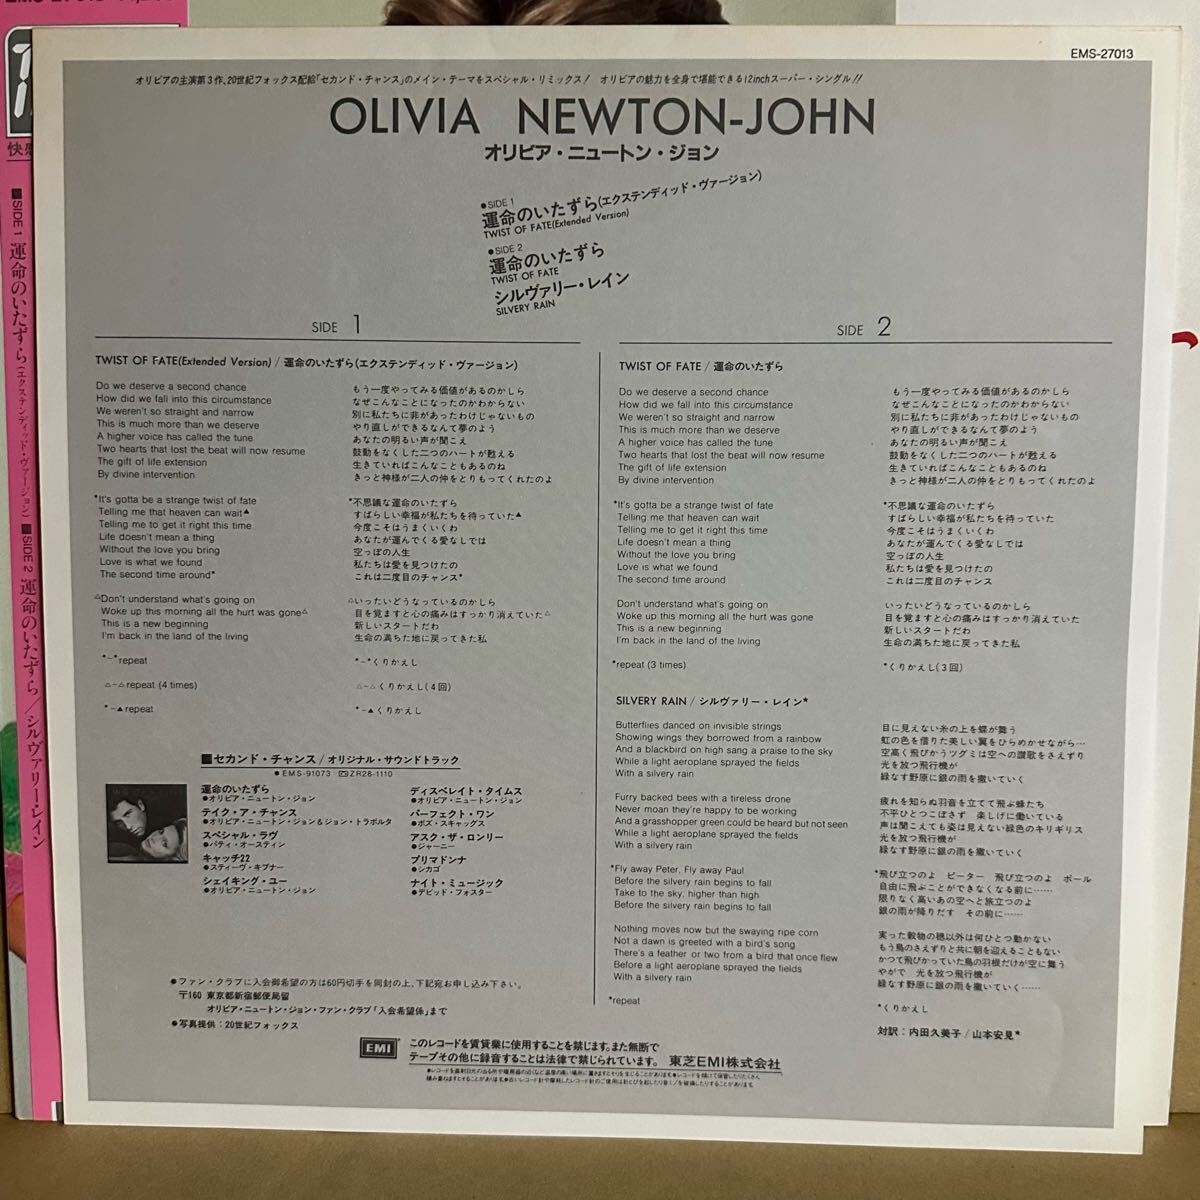 EMS-27013
オリビアの主演第3作、20世紀フォックス配給「セカンド・チャンス」のメイン・テーマをスペシャル・リミックス! オリビアの魅力を全身で堪能できる12inchスーパー・シングル!!
OLIVIA NEWTON-JOHN
オリビア・ニュートン・ジョン
●SIDE 1
運命のいたずら(エクステンディッド・ヴァージョン)
TWIST OF FATE(Extended Version)
●SIDE 2
運命のいたずら
TWIST OF FATE
シルヴァリー・レイン
SILVERY RAIN
SIDE 1
TWIST OF FATE(Extended Version) / 運命のいたずら(エクステンディッド・ヴァージョン)
Do we deserve a second chance
How did we fall into this circumstance
We weren't so straight and narrow
This is much more than we deserve
A higher voice has called the tune
Two hearts that lost the beat will now resume
The gift of life extension
By divine intervention
*It's gotta be a strange twist of fate
Telling me that heaven can wait▲
Telling me to get it right this time
Life doesn't mean a thing
Without the love you bring
Love is what we found
The second time around*
△Don't understand what's going on
Woke up this morning all the hurt was gone△
This is a new beginning
I'm back in the land of the living
*-*repeat
△-△repeat (4 times)
*-▲repeat
もう一度やってみる価値があるのかしら
なぜこんなことになったのかわからない
別に私たちに非があったわけじゃないもの
やり直しができるなんて夢のよう
あなたの明るい声が聞こえ
鼓動をなくした二つのハートが甦える
生きていればこんなこともあるのね
きっと神様が二人の仲をとりもってくれたのよ
*不思議な運命のいたずら
すばらしい幸福が私たちを待っていた▲
今度こそはうまくいくわ
あなたが運んでくる愛なしでは
空っぽの人生
私たちは愛を見つけたの
これは二度目のチャンス*
△いったいどうなっているのかしら
目を覚ますと心の痛みはすっかり消えていた△
新しいスタートだわ
生命の満ちた地に戻ってきた私
*-*くりかえし
△-△くりかえし(4回)
*-▲くりかえし
■セカンド・チャンス/オリジナル・サウンドトラック
●EMS-91073 ZR28-1110
運命のいたずら
●オリビア・ニュートン・ジョン
テイク・ア・チャンス
●オリビア・ニュートン・ジョン&ジョン・トラボルタ
スペシャル・ラヴ
●パティ・オースティン
キャッチ22
●スティーヴ・キプナー
シェイキング・ユー
●オリビア・ニュートン・ジョン
ディスペレイト・タイムス
●オリビア・ニュートン・ジョン
パーフェクト・ワン
●ボズ・スキャッグス
アスク・ザ・ロンリー
●ジャーニー
プリマドンナ
●シカゴ
ナイト・ミュージック
●デビッド・フォスター
●ファン・クラブに入会御希望の方は60円切手を同封の上、下記宛お申し込み下さい。
〒160 東京都新宿郵便局留
オリビア・ニュートン・ジョン・ファン・クラブ「入会希望係」まで
●写真提供:20世紀フォックス
SIDE 2
TWIST OF FATE / 運命のいたずら
Do we deserve a second chance
How did we fall into this circumstance
We weren't so straight and narrow
This is much more than we deserve
A higher voice has called the tune
Two hearts that lost the beat will now resume
The gift of life extension
By divine intervention
*It's gotta be a strange twist of fate
Telling me that heaven can wait
Telling me to get it right this time
Life doesn't mean a thing
Without the love you bring
Love is what we found
The second time around
Don't understand what's going on
Woke up this morning all the hurt was gone
This is a new beginning
I'm back in the land of the living
*repeat (3 times)
もう一度やってみる価値があるのかしら
なぜこんなことになったのかわからない
別に私たちに非があったわけじゃないもの
やり直しができるなんて夢のよう
あなたの明るい声が聞こえ
鼓動をなくした二つのハートが甦える
生きていればこんなこともあるのね
きっと神様が二人の仲をとりもってくれたのよ
*不思議な運命のいたずら
すばらしい幸福が私たちを待っていた
今度こそはうまくいくわ
あなたが運んでくる愛なしでは
空っぽの人生
私たちは愛を見つけたの
これは二度目のチャンス
いったいどうなっているのかしら
目を覚ますと心の痛みはすっかり消えていた
新しいスタートだわ
生命の満ちた地に戻ってきた私
*くりかえし(3回)
SILVERY RAIN / シルヴァリー・レイン*
Butterflies danced on invisible strings
Showing wings they borrowed from a rainbow
And a blackbird on high sang a praise to the sky
While a light aeroplane sprayed the fields
With a silvery rain
Furry backed bees with a tireless drone
Never moan they're happy to be working
And a grasshopper green could be heard but not seen
While a light aeroplane sprayed the fields
With a silvery rain
*Fly away Peter, Fly away Paul
Before the silvery rain begins to fall
Take to the sky, higher than high
Before the silvery rain begins to fall
Nothing moves now but the swaying ripe corn
Not a dawn is greeted with a bird's song
There's a feather or two from a bird that once flew
Before a light aeroplane sprayed the fields
With a silvery rain
*repeat
目に見えない糸の上を蝶が舞う
虹の色を借りた美しい翼をひらめかせながら…
空高く飛びかうツグミは空への讃歌をさえずり
光を放つ飛行機が
緑なす野原に銀の雨を撒いていく
疲れを知らぬ羽音を立てて飛ぶ蜂たち
不平ひとつこぼさず 楽しげに働いている
声は聞こえても姿は見えない緑色のキリギリス
光を放つ飛行機が
緑なす野原に銀の雨を撒いていく
*飛び立つのよ ピーター 飛び立つのよ ポール
自由に飛ぶことができなくなる前に……
限りなく高いあの空へと旅立つのよ
銀の雨が降りだす その前に……
実った穀物の穂以外は何ひとつ動かない
もう鳥のさえずりと共に朝を迎えることもない
かつて飛びかっていた鳥の羽根だけが空に舞う
やがで 光を放つ飛行機が
緑なす野原に銀の雨を撒いていく……
*くりかえし
対訳:内田久美子/山本安見*
EMI
このレコードを賃貸業に使用することを禁じます。また無断で
テープその他に録音することは法律で禁じられています。 東芝EMI株式会社
■SIDE 1 運命のいたずら(エクステンディッド・ヴァージョン) ■SIDE 2 運命のいたずら/シルヴァリー・レイン